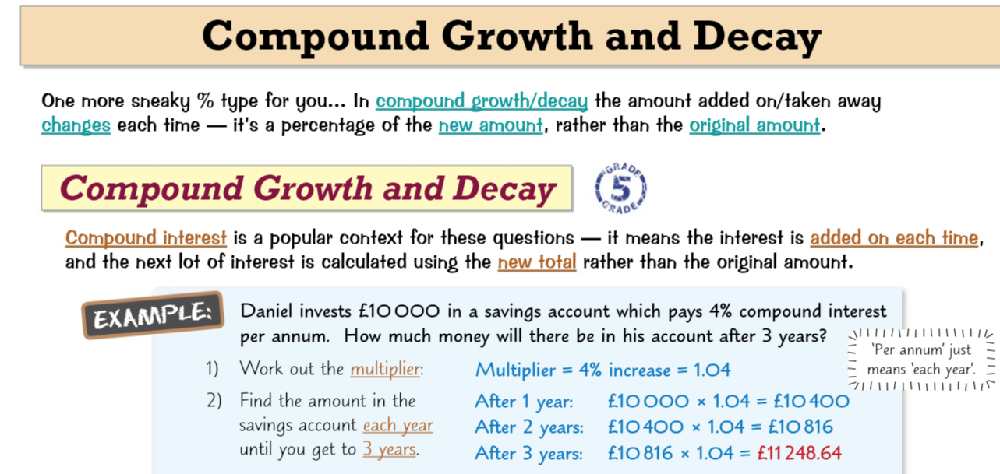 Compound Growth and Decay
One more sneaky % type for you... In compound growth/decay the amount added on/taken away
changes each time — it's a percentage of the new amount, rather than the original amount.
Compound Growth and Decay
GRADE
5
GRADE
Compound interest is a popular context for these questions — it means the interest is added on each time,
and the next lot of interest is calculated using the new total rather than the original amount.
EXAMPLE:
Daniel invests £10 000 in a savings account which pays 4% compound interest
per annum. How much money will there be in his account after 3 years?
'Per annum' just
means 'each year'.
1) Work out the multiplier: Multiplier = 4% increase = 1.04
2) Find the amount in the After 1 year: £10 000 × 1.04 = £10 400
savings account each year After 2 years: £10 400 × 1.04 = £10 816
until you get to 3 years. After 3 years: £10 816 × 1.04 = £11 248.64